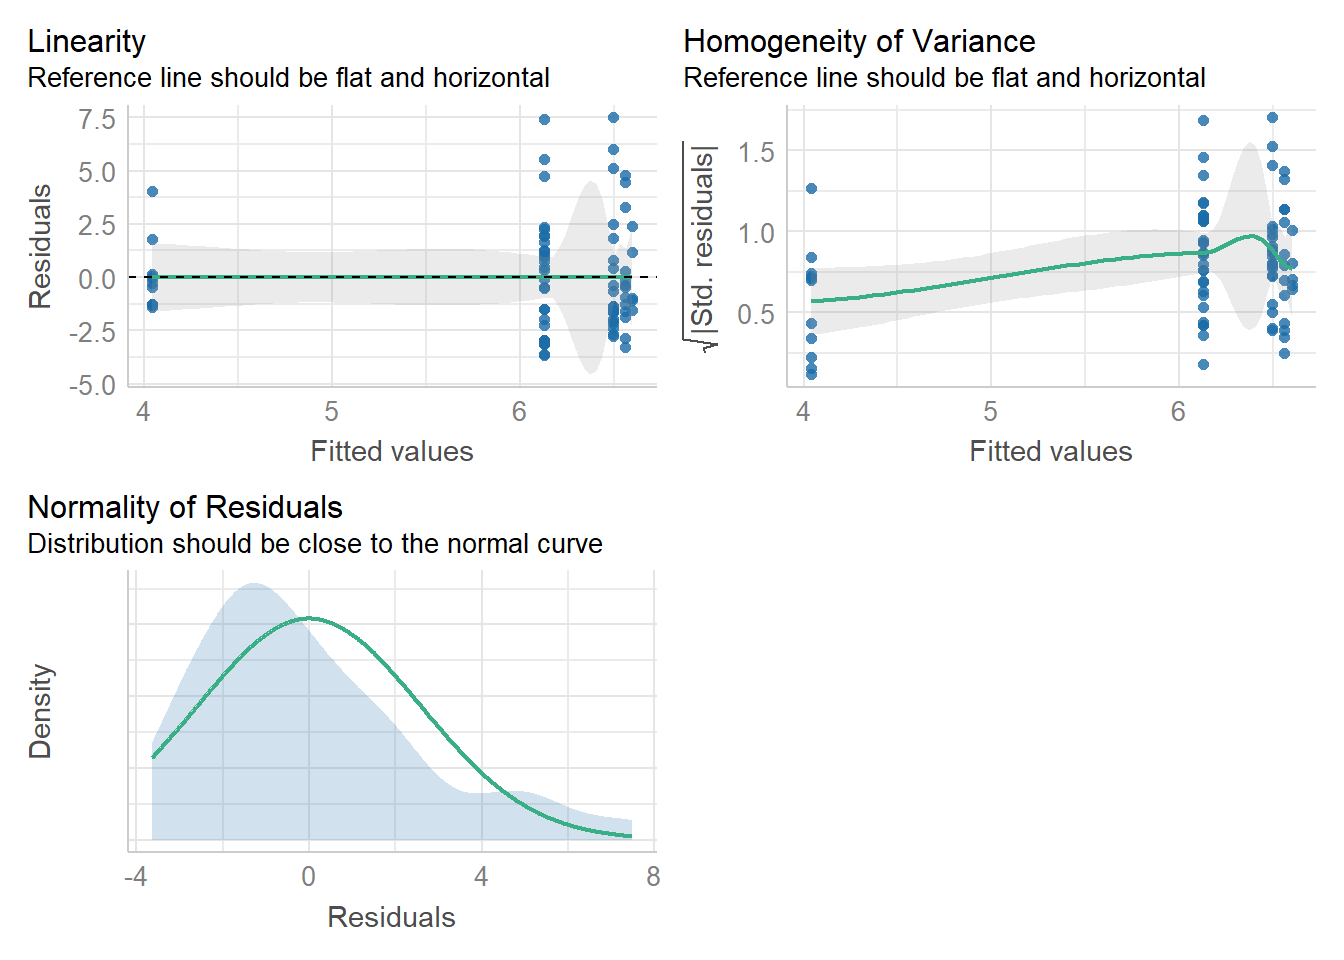 Linearity
Reference line should be flat and horizontal
7.5
5.0
2.5
0.0
-2.5
-5.0
Residuals
4
5
6
Fitted values
Homogeneity of Variance
Reference line should be flat and horizontal
1.5
1.0
0.5
√|Std. residuals|
4
5
6
Fitted values
Normality of Residuals
Distribution should be close to the normal curve
Density
-4
0
4
8
Residuals